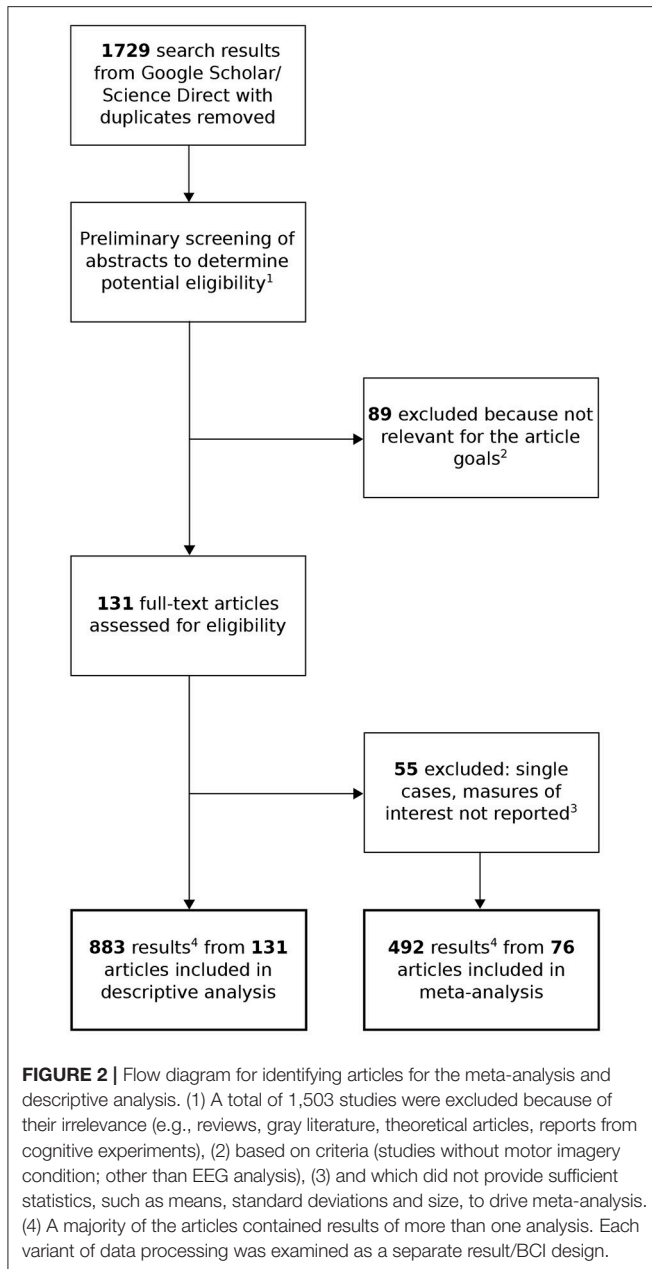 1729 search results
from Google Scholar/
Science Direct with
duplicates removed
Preliminary screening of
abstracts to determine
potential eligibility¹
89 excluded because not
relevant for the article
goals²
131 full-text articles
assessed for eligibility
55 excluded: single
cases, masures of
interest not reported³
883 results⁴ from 131
articles included in
descriptive analysis
492 results⁴ from 76
articles included in
meta-analysis
FIGURE 2 | Flow diagram for identifying articles for the meta-analysis and
descriptive analysis. (1) A total of 1,503 studies were excluded because of
their irrelevance (e.g., reviews, gray literature, theoretical articles, reports from
cognitive experiments), (2) based on criteria (studies without motor imagery
condition; other than EEG analysis), (3) and which did not provide sufficient
statistics, such as means, standard deviations and size, to drive meta-analysis.
(4) A majority of the articles contained results of more than one analysis. Each
variant of data processing was examined as a separate result/BCI design.